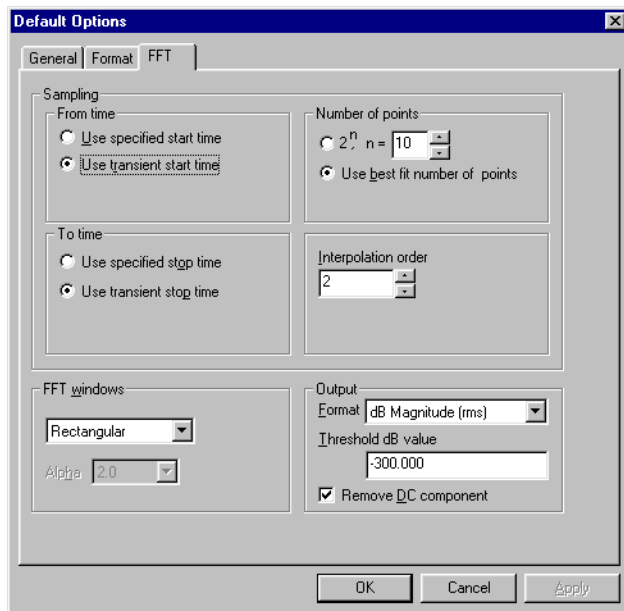 Default Options
General Format FFT
Sampling
From time
Use specified start time
Use transient start time
Number of points
2^n, n = 10
Use best fit number of points
To time
Use specified stop time
Use transient stop time
Interpolation order
2
FFT windows
Rectangular
Alpha 2.0
Output
Format dB Magnitude (rms)
Threshold dB value
-300.000
Remove DC component
OK Cancel Apply